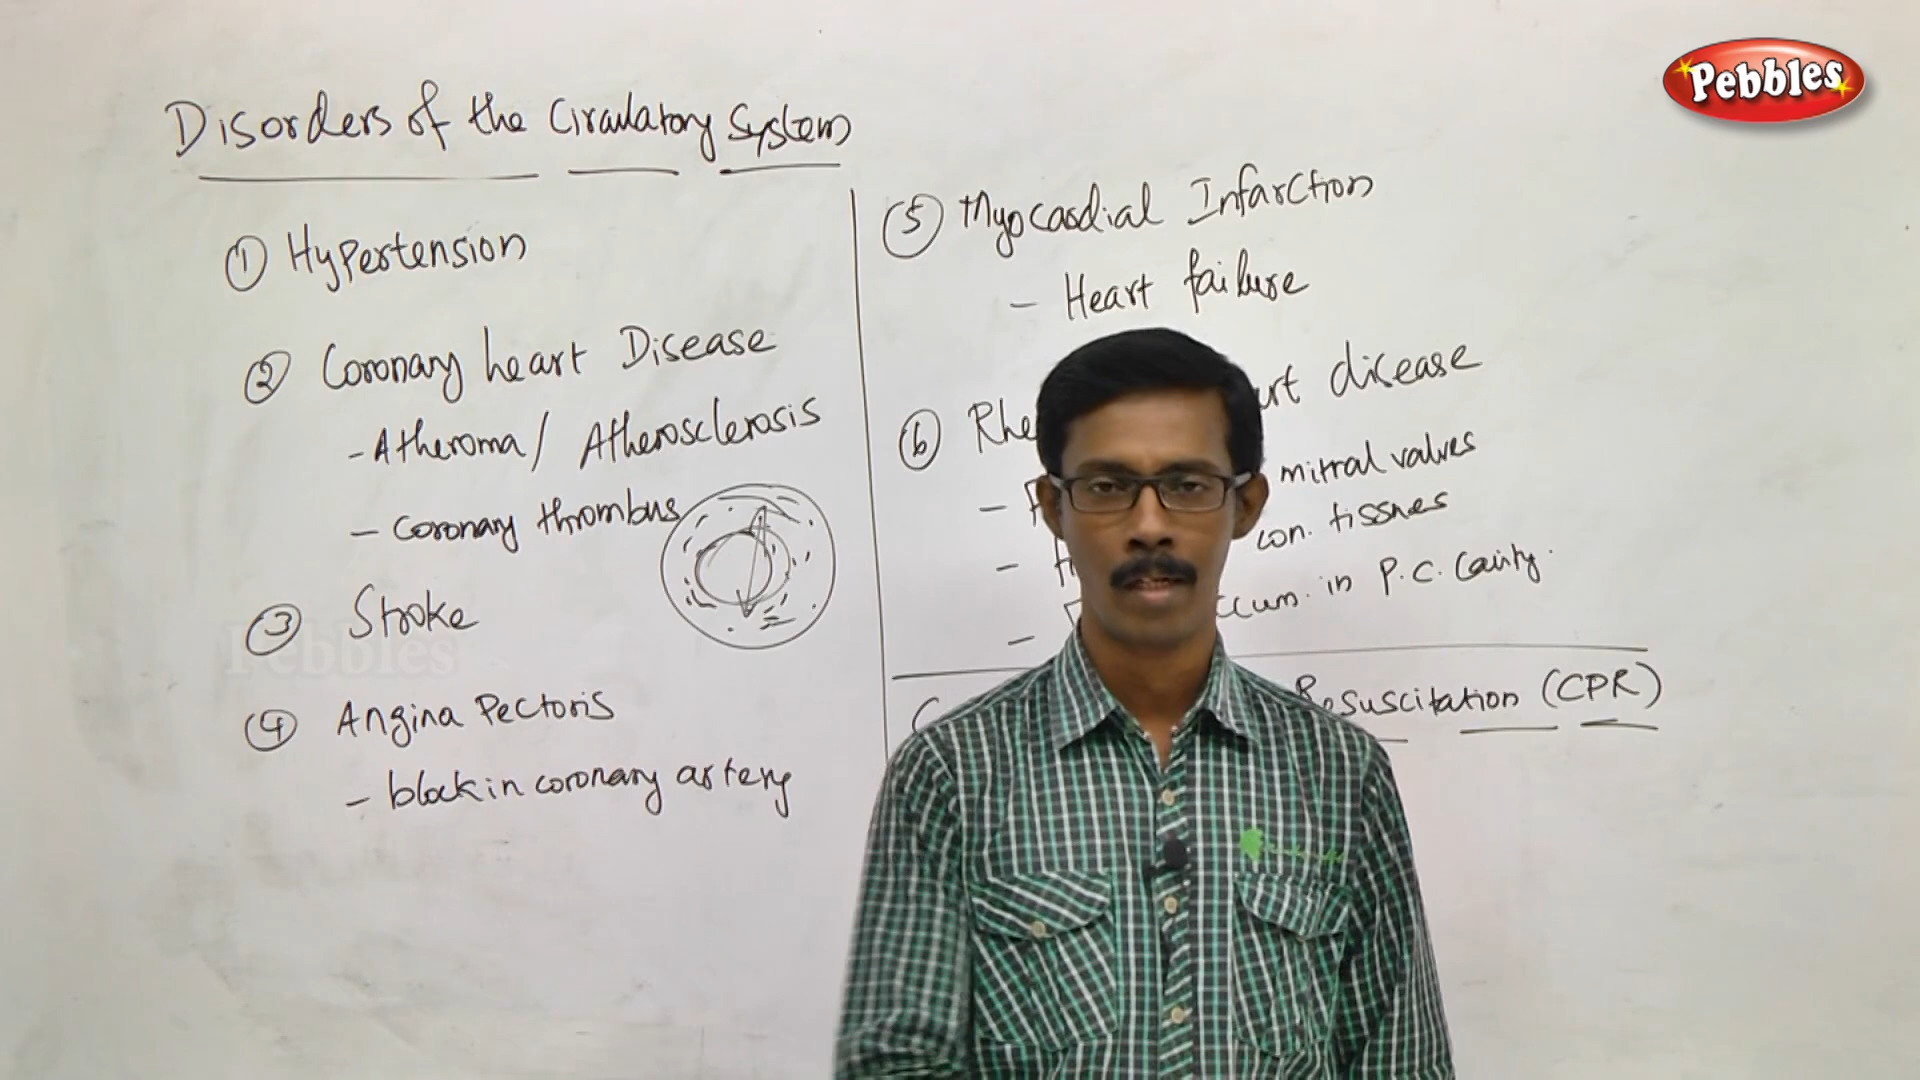 Pebbles
Disorders of the Circulatory System
① Hypertension
② Coronary heart Disease
- Atheroma / Atherosclerosis
- Coronary thrombus
③ Stroke
Pebbles
④ Angina Pectoris
- block in coronary artery
⑤ Myocardial Infarction
- Heart failure
⑥ Rhe art disease
- mitral valves
- con. tissues
- ccum. in P.C. Cavity.
C Resuscitation (CPR)